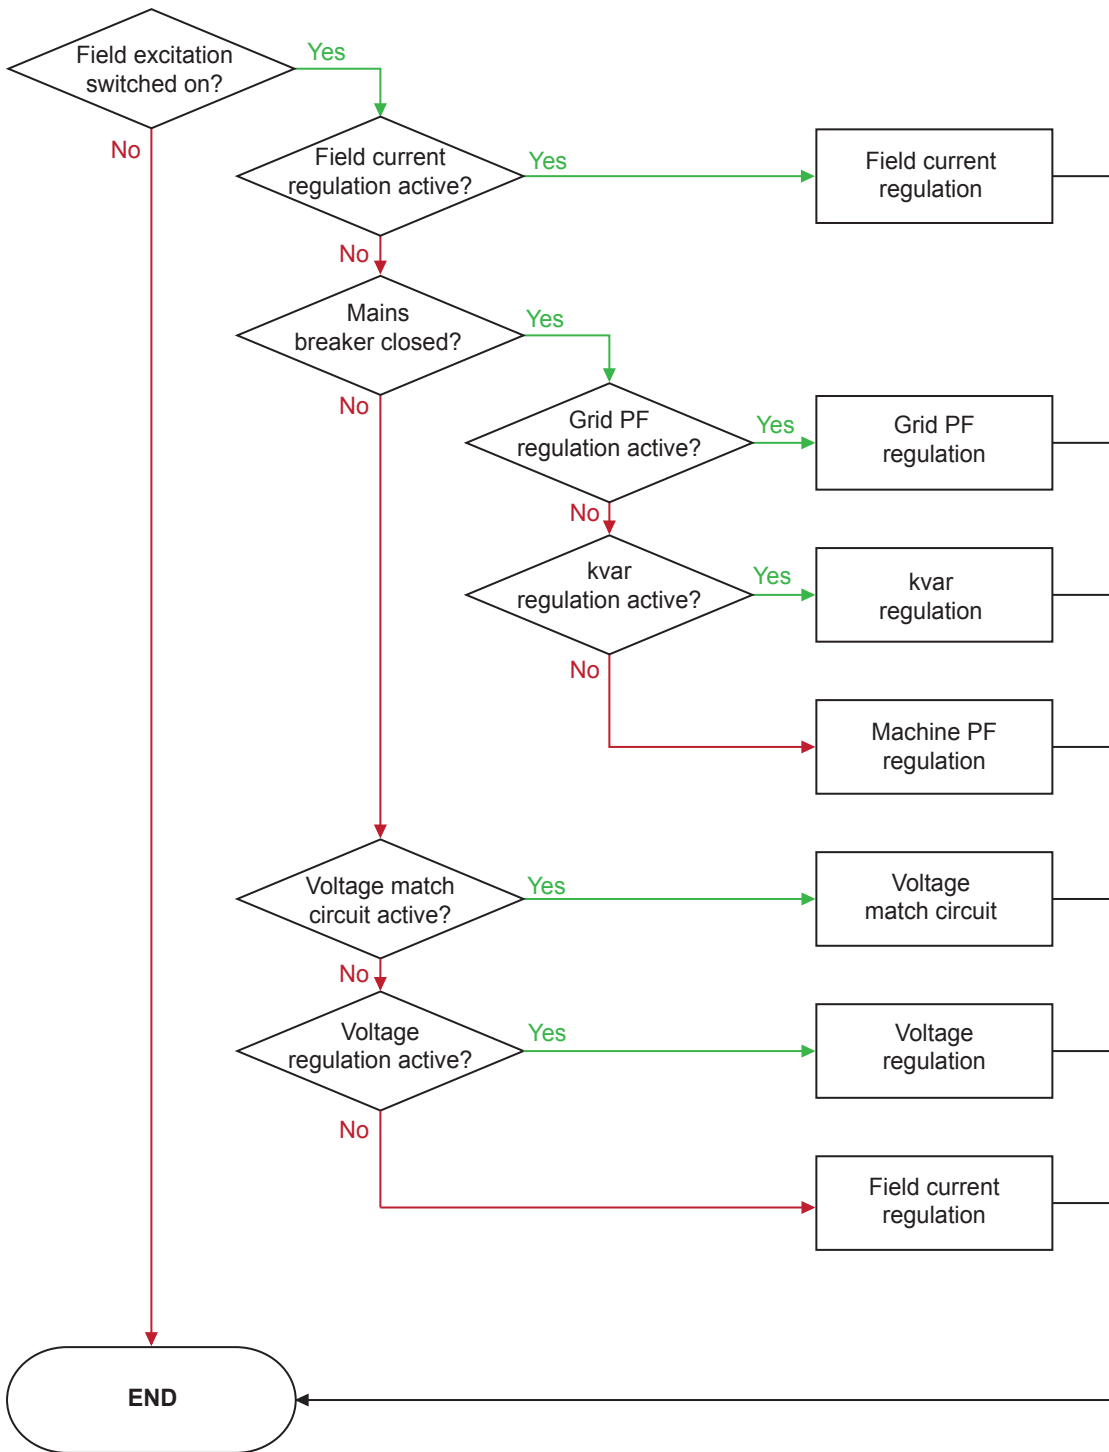 Field excitation
switched on?
Yes
No
Field current
regulation active?
Yes
Field current
regulation
No
Mains
breaker closed?
Yes
No
Grid PF
regulation active?
Yes
Grid PF
regulation
No
kvar
regulation active?
Yes
kvar
regulation
No
Machine PF
regulation
Voltage match
circuit active?
Yes
Voltage
match circuit
No
Voltage
regulation active?
Yes
Voltage
regulation
No
Field current
regulation
END